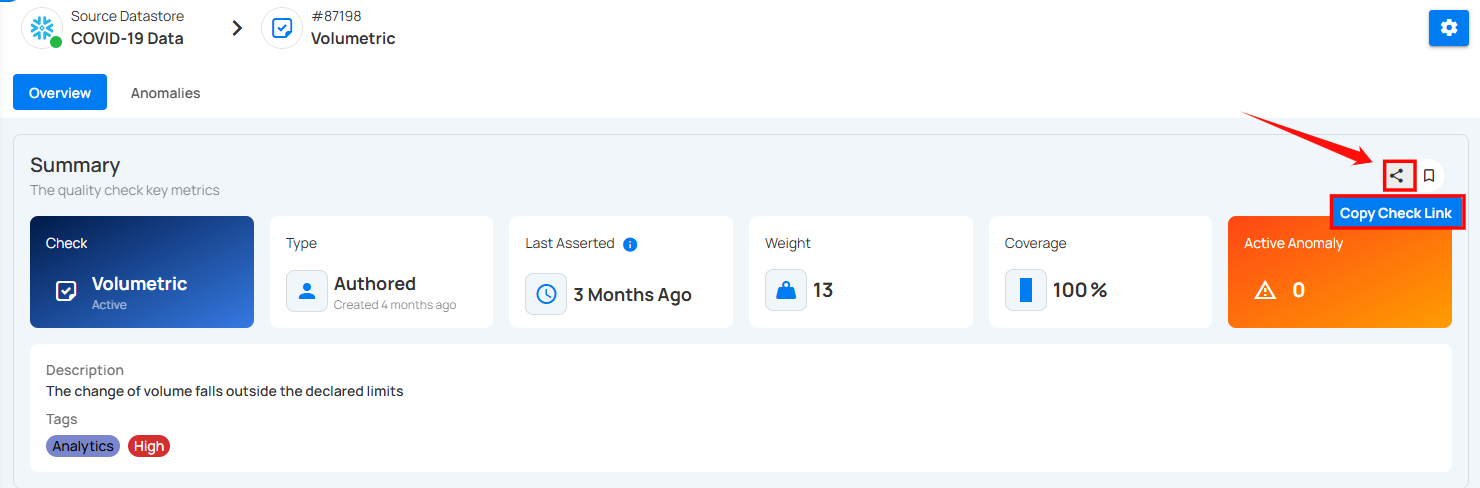 Source Datastore
COVID-19 Data
#87198
Volumetric
Overview
Anomalies
Summary
The quality check key metrics
Copy Check Link
Check
Volumetric
Active
Type
Authored
Created 4 months ago
Last Asserted
3 Months Ago
Weight
13
Coverage
100 %
Active Anomaly
0
Description
The change of volume falls outside the declared limits
Tags
Analytics High